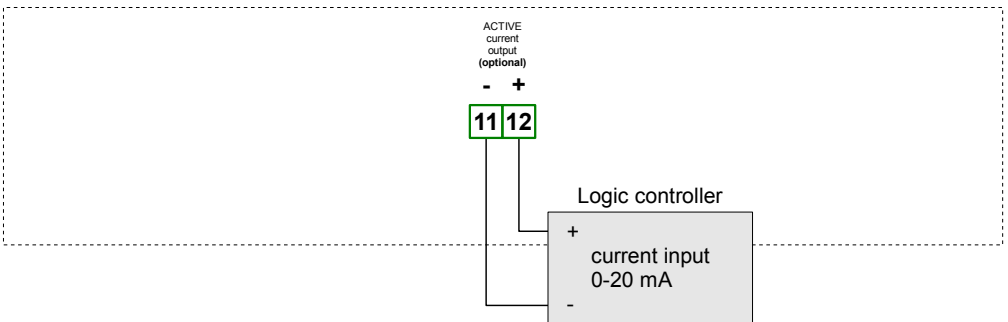 ACTIVE
current
output
(optional)
- +
11 12
Logic controller
+
current input
0-20 mA
-